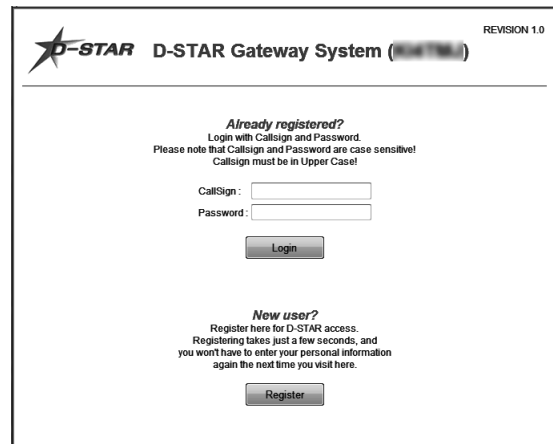 REVISION 1.0
D-STAR
D-STAR Gateway System ( )
Already registered?
Login with Callsign and Password.
Please note that Callsign and Password are case sensitive!
Callsign must be in Upper Case!
CallSign :
Password :
Login
New user?
Register here for D-STAR access.
Registering takes just a few seconds, and
you won't have to enter your personal information
again the next time you visit here.
Register